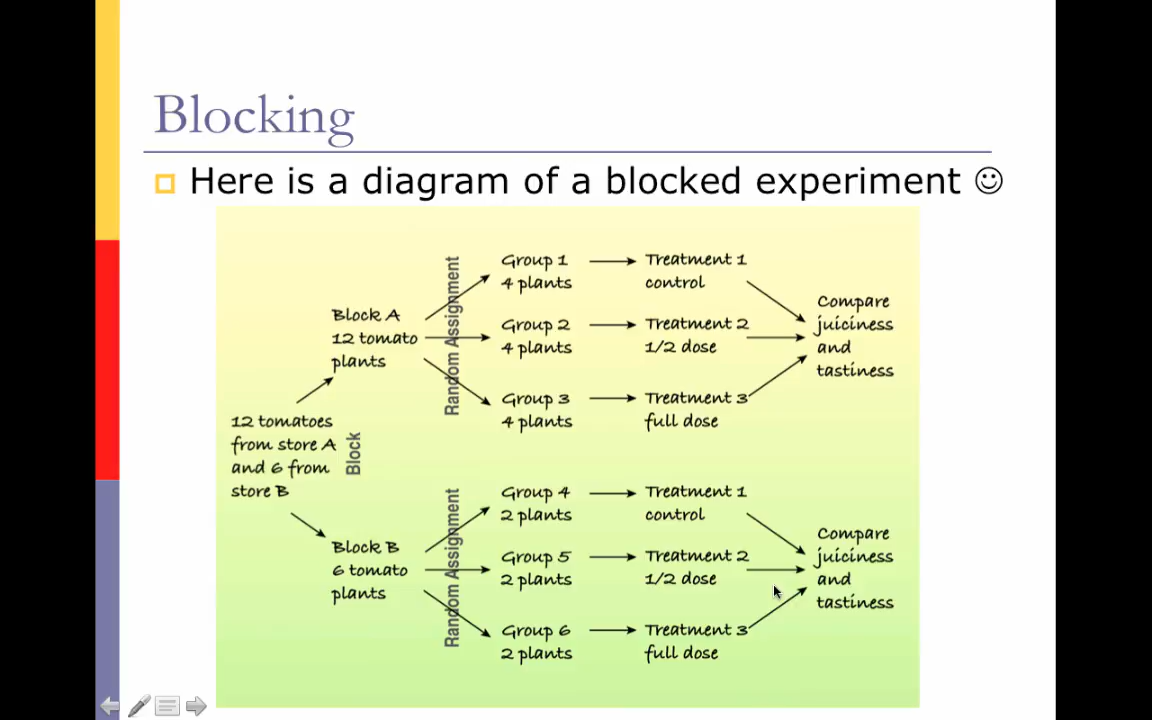 Blocking
Here is a diagram of a blocked experiment ☺
12 tomatoes
from store A
and 6 from
store B
Block
Block A
12 tomato
plants
Random Assignment
Group 1
4 plants
Treatment 1
control
Group 2
4 plants
Treatment 2
1/2 dose
Group 3
4 plants
Treatment 3
full dose
Compare
juiciness
and
tastiness
Block B
6 tomato
plants
Random Assignment
Group 4
2 plants
Treatment 1
control
Group 5
2 plants
Treatment 2
1/2 dose
Group 6
2 plants
Treatment 3
full dose
Compare
juiciness
and
tastiness